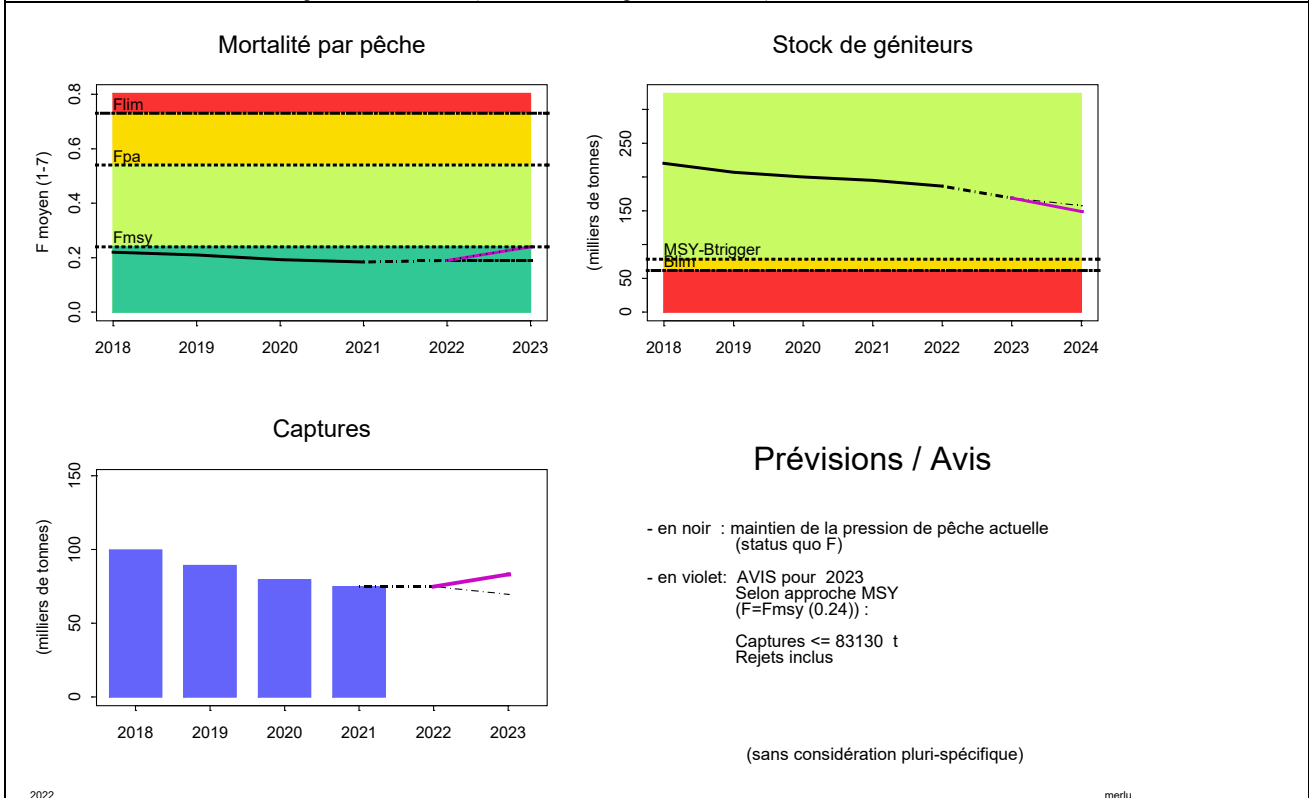 Mortalité par pêche
F moyen (1-7)
0.8
0.6
0.4
0.2
0.0
Flim
Fpa
Fmsy
2018 2019 2020 2021 2022 2023
Stock de géniteurs
(milliers de tonnes)
250
150
50
0
MSY-Btrigger
Blim
2018 2019 2020 2021 2022 2023 2024
Captures
(milliers de tonnes)
150
100
50
0
2018 2019 2020 2021 2022 2023
Prévisions / Avis
- en noir : maintien de la pression de pêche actuelle
(status quo F)
- en violet: AVIS pour 2023
Selon approche MSY
(F=Fmsy (0.24)) :
Captures <= 83130 t
Rejets inclus
(sans considération pluri-spécifique)
2022
merlu